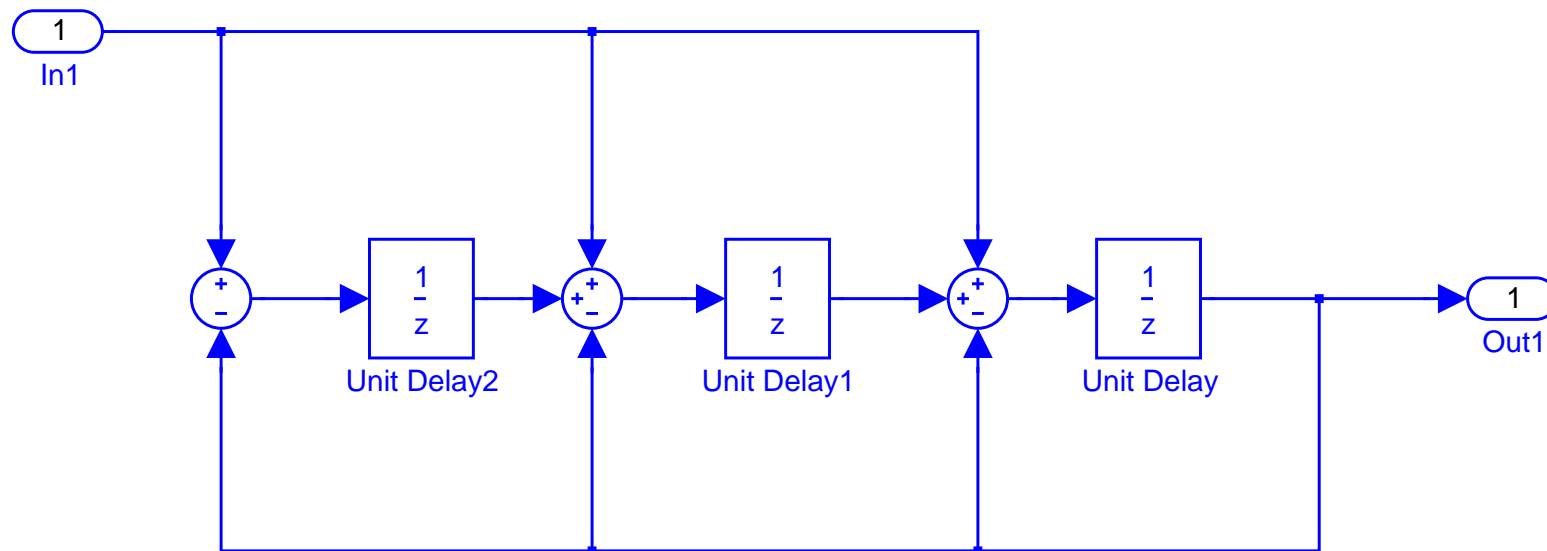 1
In1
+
−
1
z
Unit Delay2
+
+
−
1
z
Unit Delay1
+
+
−
1
z
Unit Delay
1
Out1